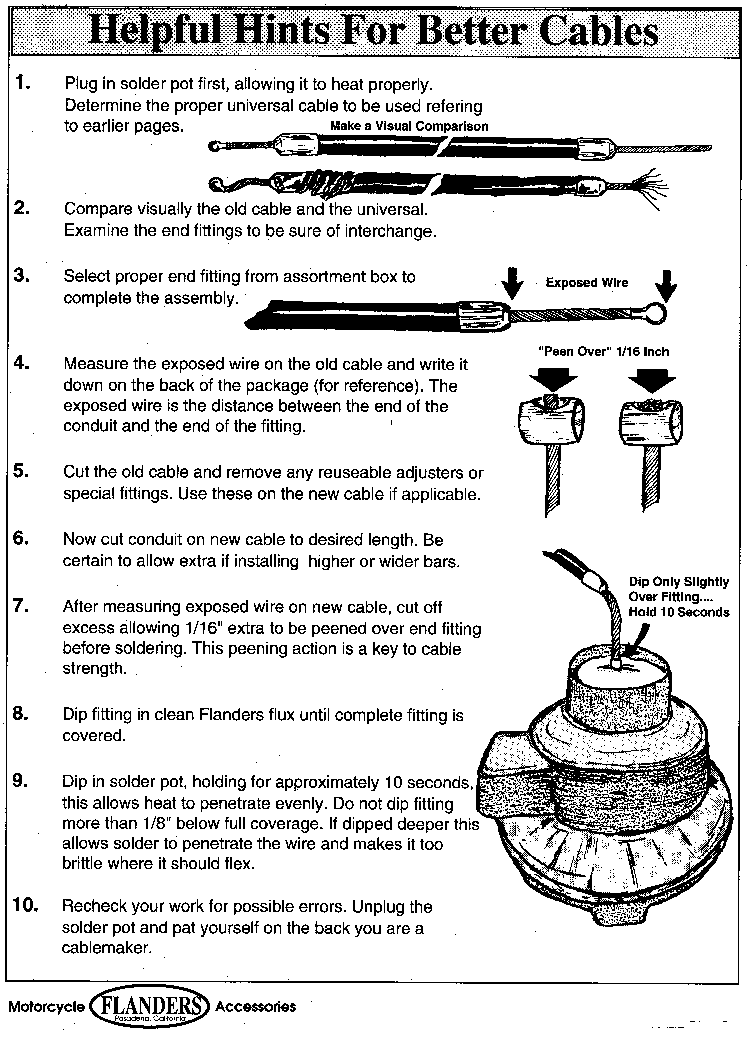 Helpful Hints For Better Cables
1. Plug in solder pot first, allowing it to heat properly.
Determine the proper universal cable to be used refering
to earlier pages.
Make a Visual Comparison
2. Compare visually the old cable and the universal.
Examine the end fittings to be sure of interchange.
3. Select proper end fitting from assortment box to
complete the assembly.
Exposed Wire
4. Measure the exposed wire on the old cable and write it
down on the back of the package (for reference). The
exposed wire is the distance between the end of the
conduit and the end of the fitting.
"Peen Over" 1/16 Inch
5. Cut the old cable and remove any reuseable adjusters or
special fittings. Use these on the new cable if applicable.
6. Now cut conduit on new cable to desired length. Be
certain to allow extra if installing higher or wider bars.
7. After measuring exposed wire on new cable, cut off
excess allowing 1/16" extra to be peened over end fitting
before soldering. This peening action is a key to cable
strength.
Dip Only Slightly
Over Fitting....
Hold 10 Seconds
8. Dip fitting in clean Flanders flux until complete fitting is
covered.
9. Dip in solder pot, holding for approximately 10 seconds,
this allows heat to penetrate evenly. Do not dip fitting
more than 1/8" below full coverage. If dipped deeper this
allows solder to penetrate the wire and makes it too
brittle where it should flex.
10. Recheck your work for possible errors. Unplug the
solder pot and pat yourself on the back you are a
cablemaker.
Motorcycle FLANDERS Accessories
Pasadena, California